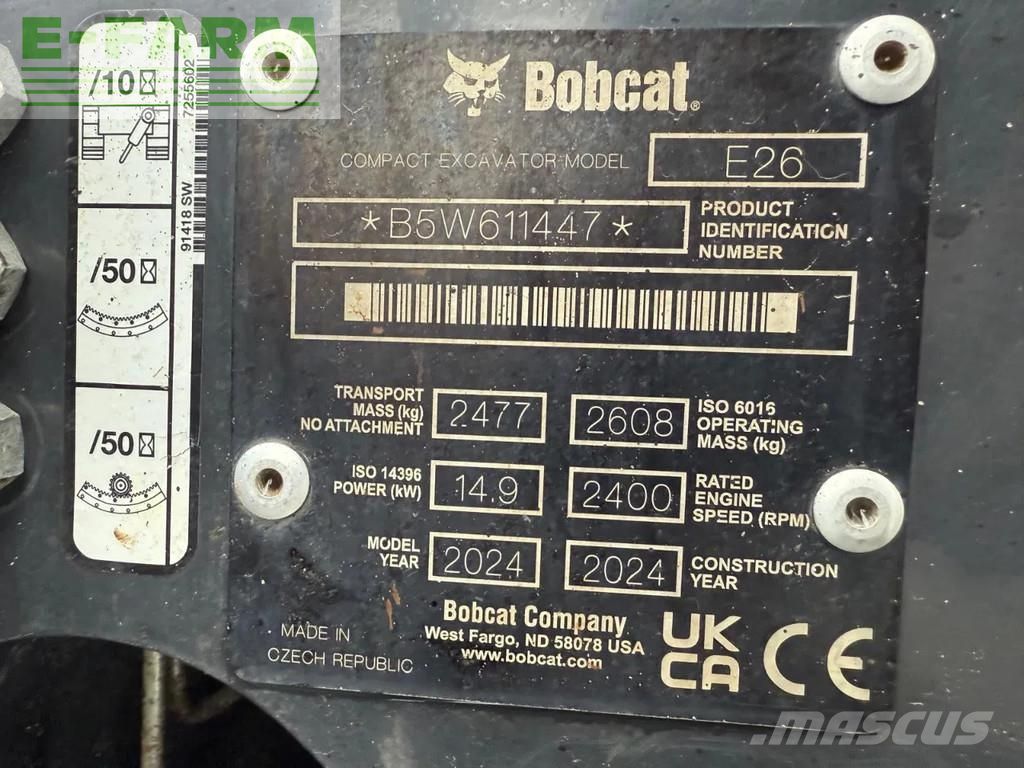 E-FARM
/10
7255602
91418 SW
/50
/50
Bobcat®
COMPACT EXCAVATOR-MODEL E26
*B5W611447* PRODUCT IDENTIFICATION NUMBER
TRANSPORT MASS (kg) NO ATTACHMENT 2477
2608 ISO 6016 OPERATING MASS (kg)
ISO 14396 POWER (kW) 14.9
2400 RATED ENGINE SPEED (RPM)
MODEL YEAR 2024
2024 CONSTRUCTION YEAR
MADE IN
CZECH REPUBLIC
Bobcat Company
West Fargo, ND 58078 USA
www.bobcat.com
UK
CA
CE
MASCUS